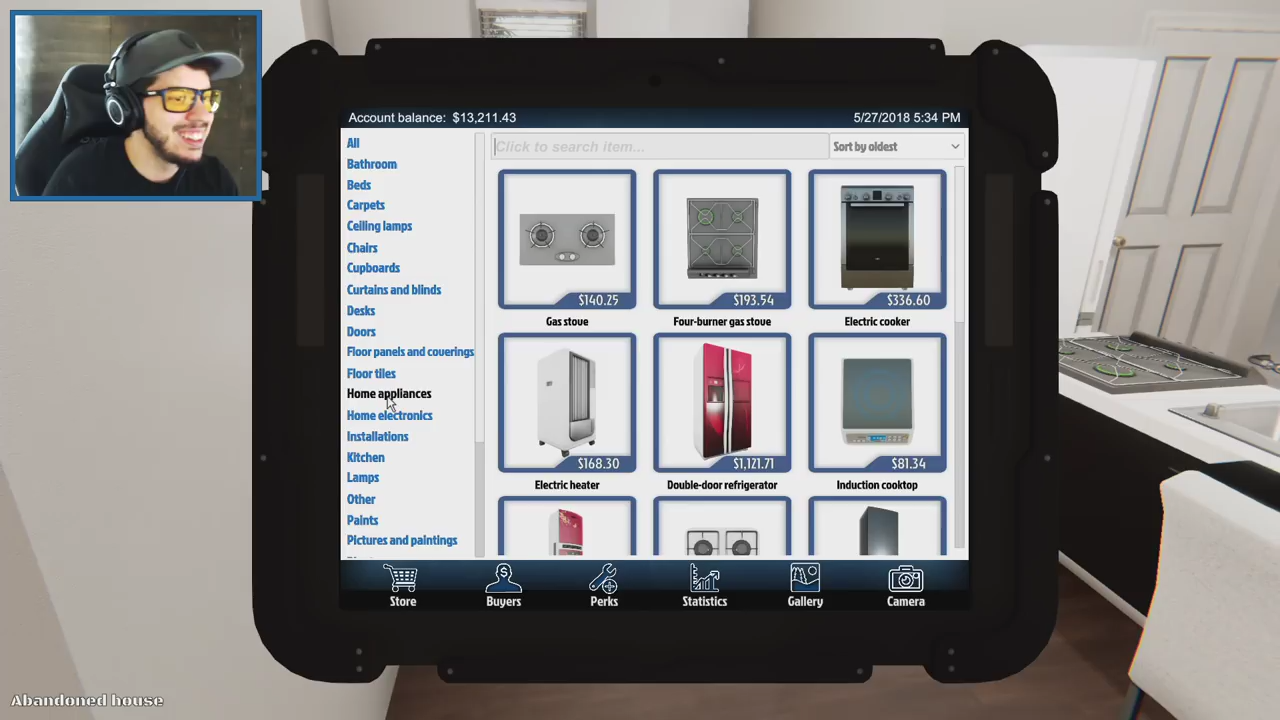 Account balance: $13,211.43
5/27/2018 5:34 PM
All
Bathroom
Beds
Carpets
Ceiling lamps
Chairs
Cupboards
Curtains and blinds
Desks
Doors
Floor panels and coverings
Floor tiles
Home appliances
Home electronics
Installations
Kitchen
Lamps
Other
Paints
Pictures and paintings
Click to search item...
Sort by oldest
$140.25
$193.54
$336.60
Gas stove
Four-burner gas stove
Electric cooker
$168.30
$1,121.71
$81.34
Electric heater
Double-door refrigerator
Induction cooktop
Store
Buyers
Perks
Statistics
Gallery
Camera
Abandoned house